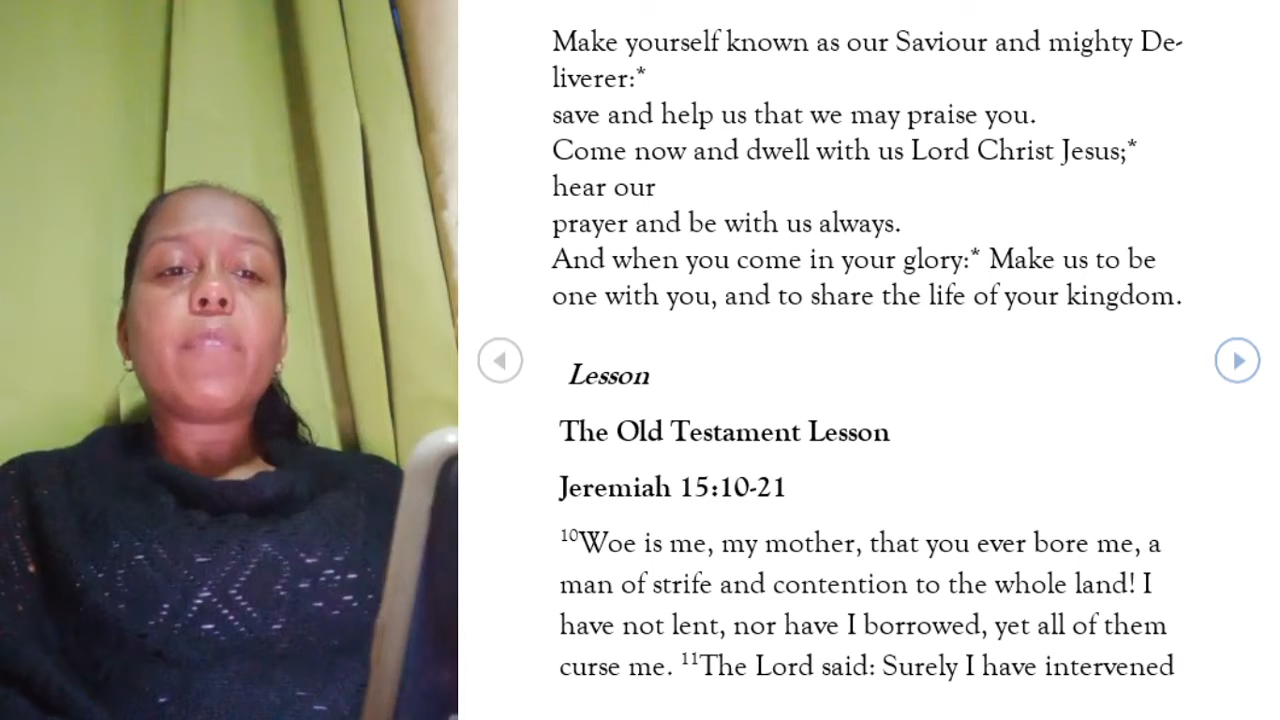 Make yourself known as our Saviour and mighty De-
liverer:*
save and help us that we may praise you.
Come now and dwell with us Lord Christ Jesus;*
hear our
prayer and be with us always.
And when you come in your glory:* Make us to be
one with you, and to share the life of your kingdom.
Lesson
The Old Testament Lesson
Jeremiah 15:10-21
10Woe is me, my mother, that you ever bore me, a
man of strife and contention to the whole land! I
have not lent, nor have I borrowed, yet all of them
curse me. 11The Lord said: Surely I have intervened